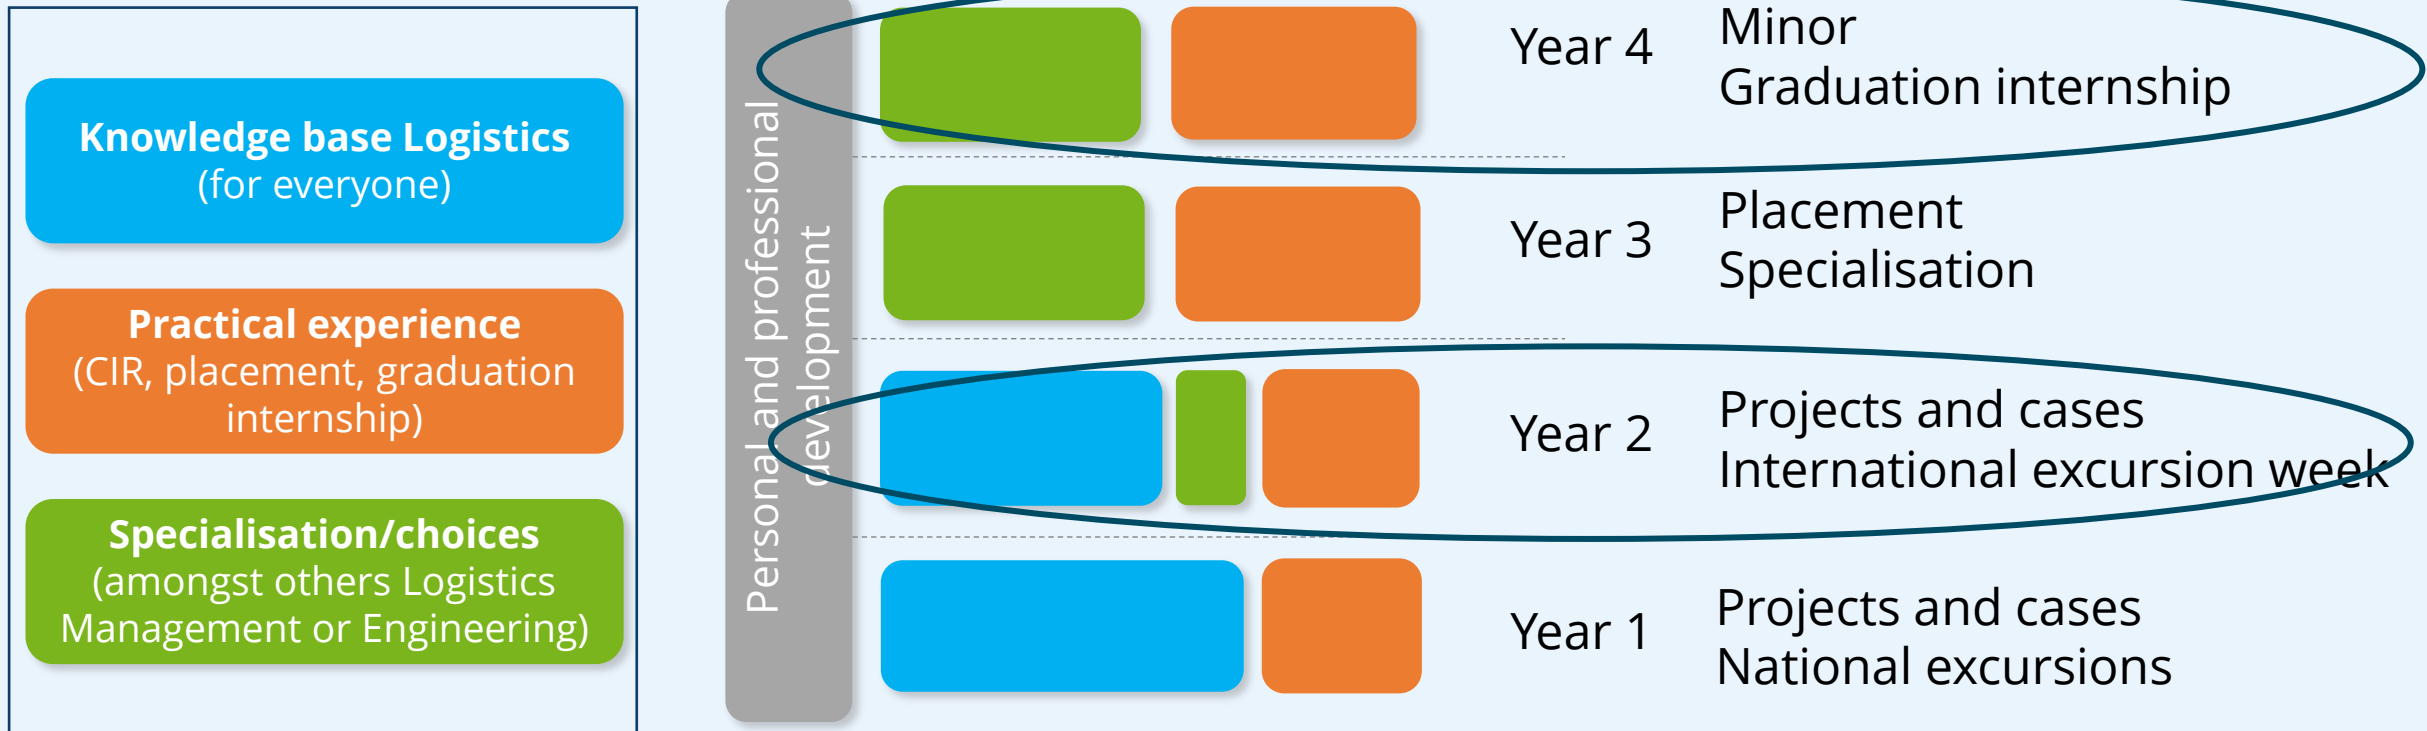 Knowledge base Logistics
(for everyone)
Practical experience
(CIR, placement, graduation
internship)
Specialisation/choices
(amongst others Logistics
Management or Engineering)
Personal and professional
development
Year 4
Minor
Graduation internship
Year 3
Placement
Specialisation
Year 2
Projects and cases
International excursion week
Year 1
Projects and cases
National excursions